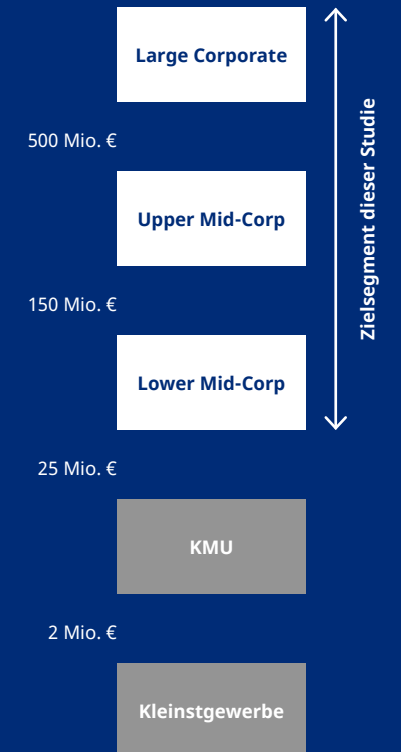 Large Corporate
500 Mio. €
Upper Mid-Corp
150 Mio. €
Lower Mid-Corp
25 Mio. €
KMU
2 Mio. €
Kleinstgewerbe
Zielsegment dieser Studie